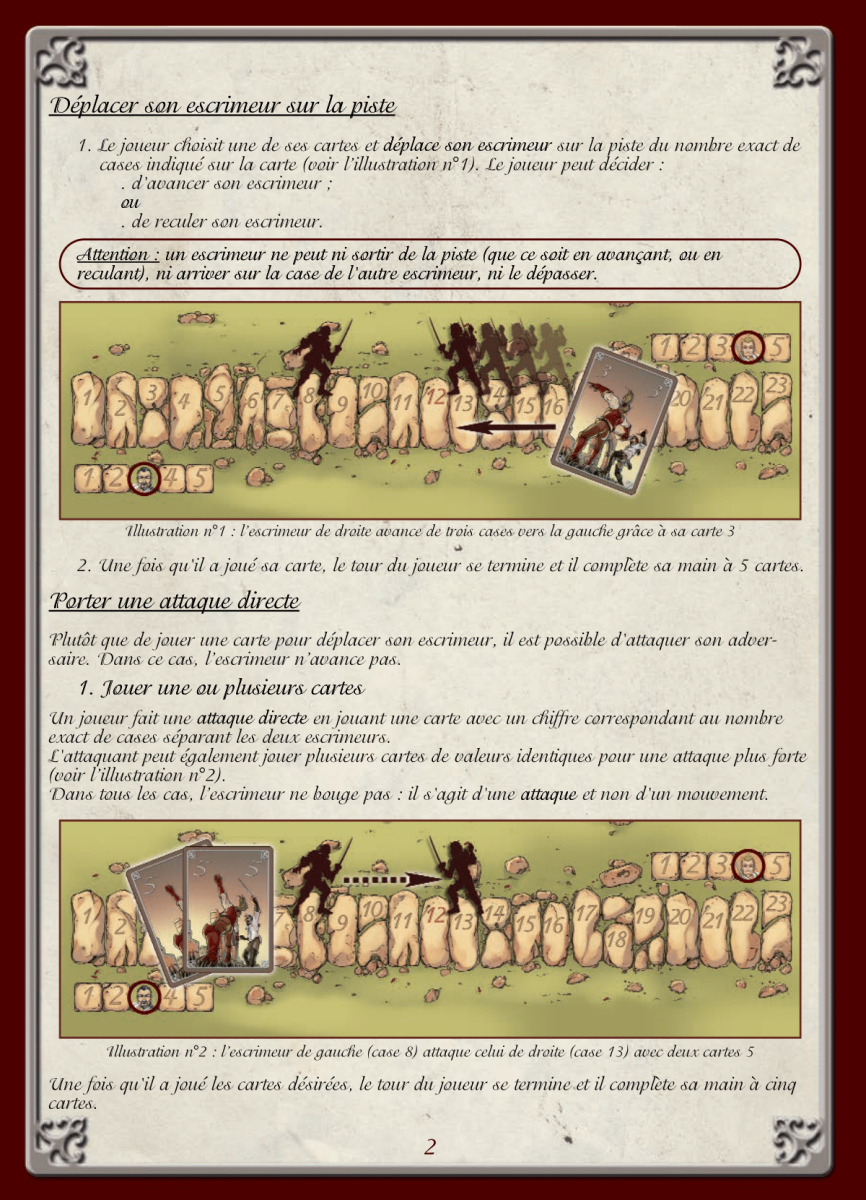 Déplacer son escrimeur sur la piste
1. Le joueur choisit une de ses cartes et déplace son escrimeur sur la piste du nombre exact de
cases indiqué sur la carte (voir l'illustration n°1). Le joueur peut décider :
. d'avancer son escrimeur ;
ou
. de reculer son escrimeur.
Attention : un escrimeur ne peut ni sortir de la piste (que ce soit en avançant, ou en
reculant), ni arriver sur la case de l'autre escrimeur, ni le dépasser.
1 2 3 5
1 2 3 4 5 6 7 8 9 10 11 12 13 14 15 16 20 21 22 23
3 3
1 2 4 5
Illustration n°1 : l'escrimeur de droite avance de trois cases vers la gauche grâce à sa carte 3
2. Une fois qu'il a joué sa carte, le tour du joueur se termine et il complète sa main à 5 cartes.
Porter une attaque directe
Plutôt que de jouer une carte pour déplacer son escrimeur, il est possible d'attaquer son adver-
saire. Dans ce cas, l'escrimeur n'avance pas.
1. Jouer une ou plusieurs cartes
Un joueur fait une attaque directe en jouant une carte avec un chiffre correspondant au nombre
exact de cases séparant les deux escrimeurs.
L'attaquant peut également jouer plusieurs cartes de valeurs identiques pour une attaque plus forte
(voir l'illustration n°2).
Dans tous les cas, l'escrimeur ne bouge pas : il s'agit d'une attaque et non d'un mouvement.
1 2 3 5
5 5 5
1 2 7 8 9 10 11 12 13 14 15 16 17 18 19 20 21 22 23
1 2 4 5
Illustration n°2 : l'escrimeur de gauche (case 8) attaque celui de droite (case 13) avec deux cartes 5
Une fois qu'il a joué les cartes désirées, le tour du joueur se termine et il complète sa main à cinq
cartes.
2